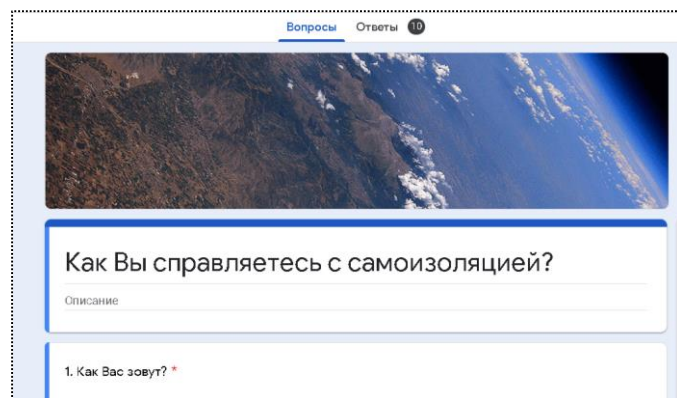 Вопросы Ответы 10
Как Вы справляетесь с самоизоляцией?
Описание
1. Как Вас зовут? *